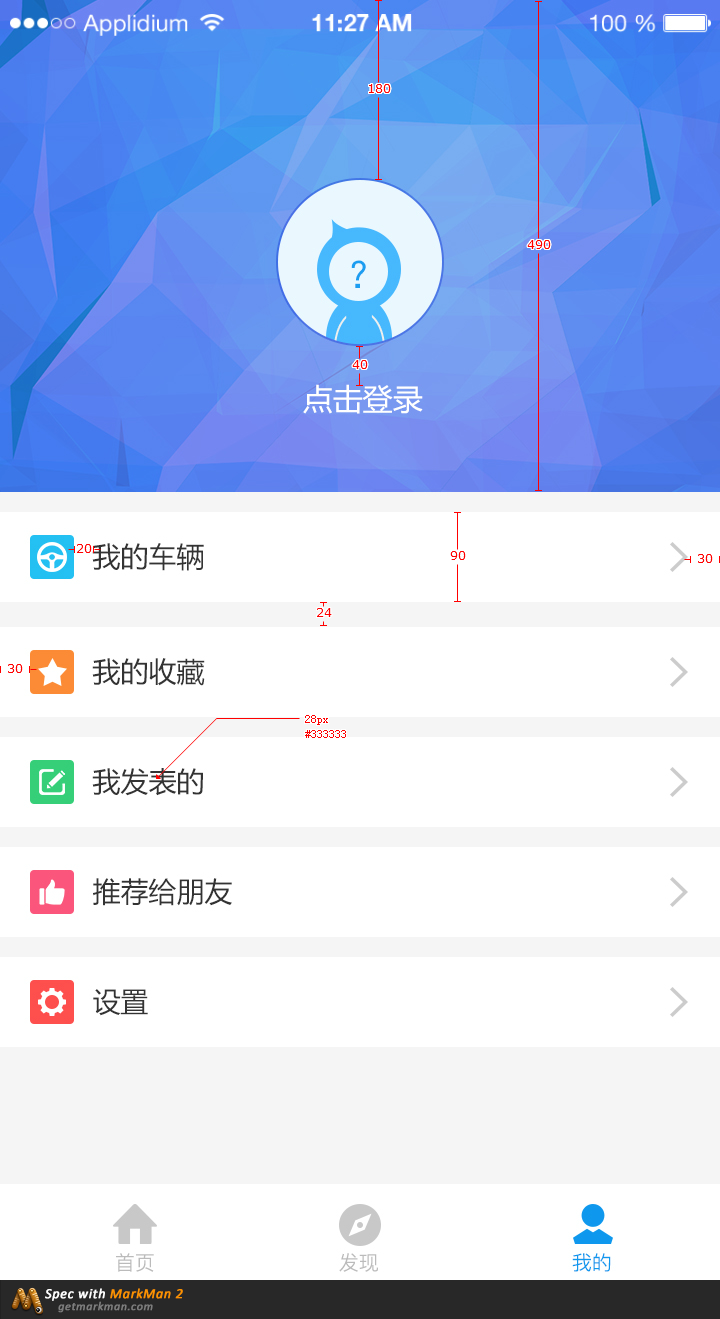 Applidium 11:27 AM 100 %
180
490
?
40
点击登录
20 我的车辆 90 30
24
30 我的收藏
28px
#333333
我发表的
推荐给朋友
设置
首页 发现 我的
Spec with MarkMan 2
getmarkman.com